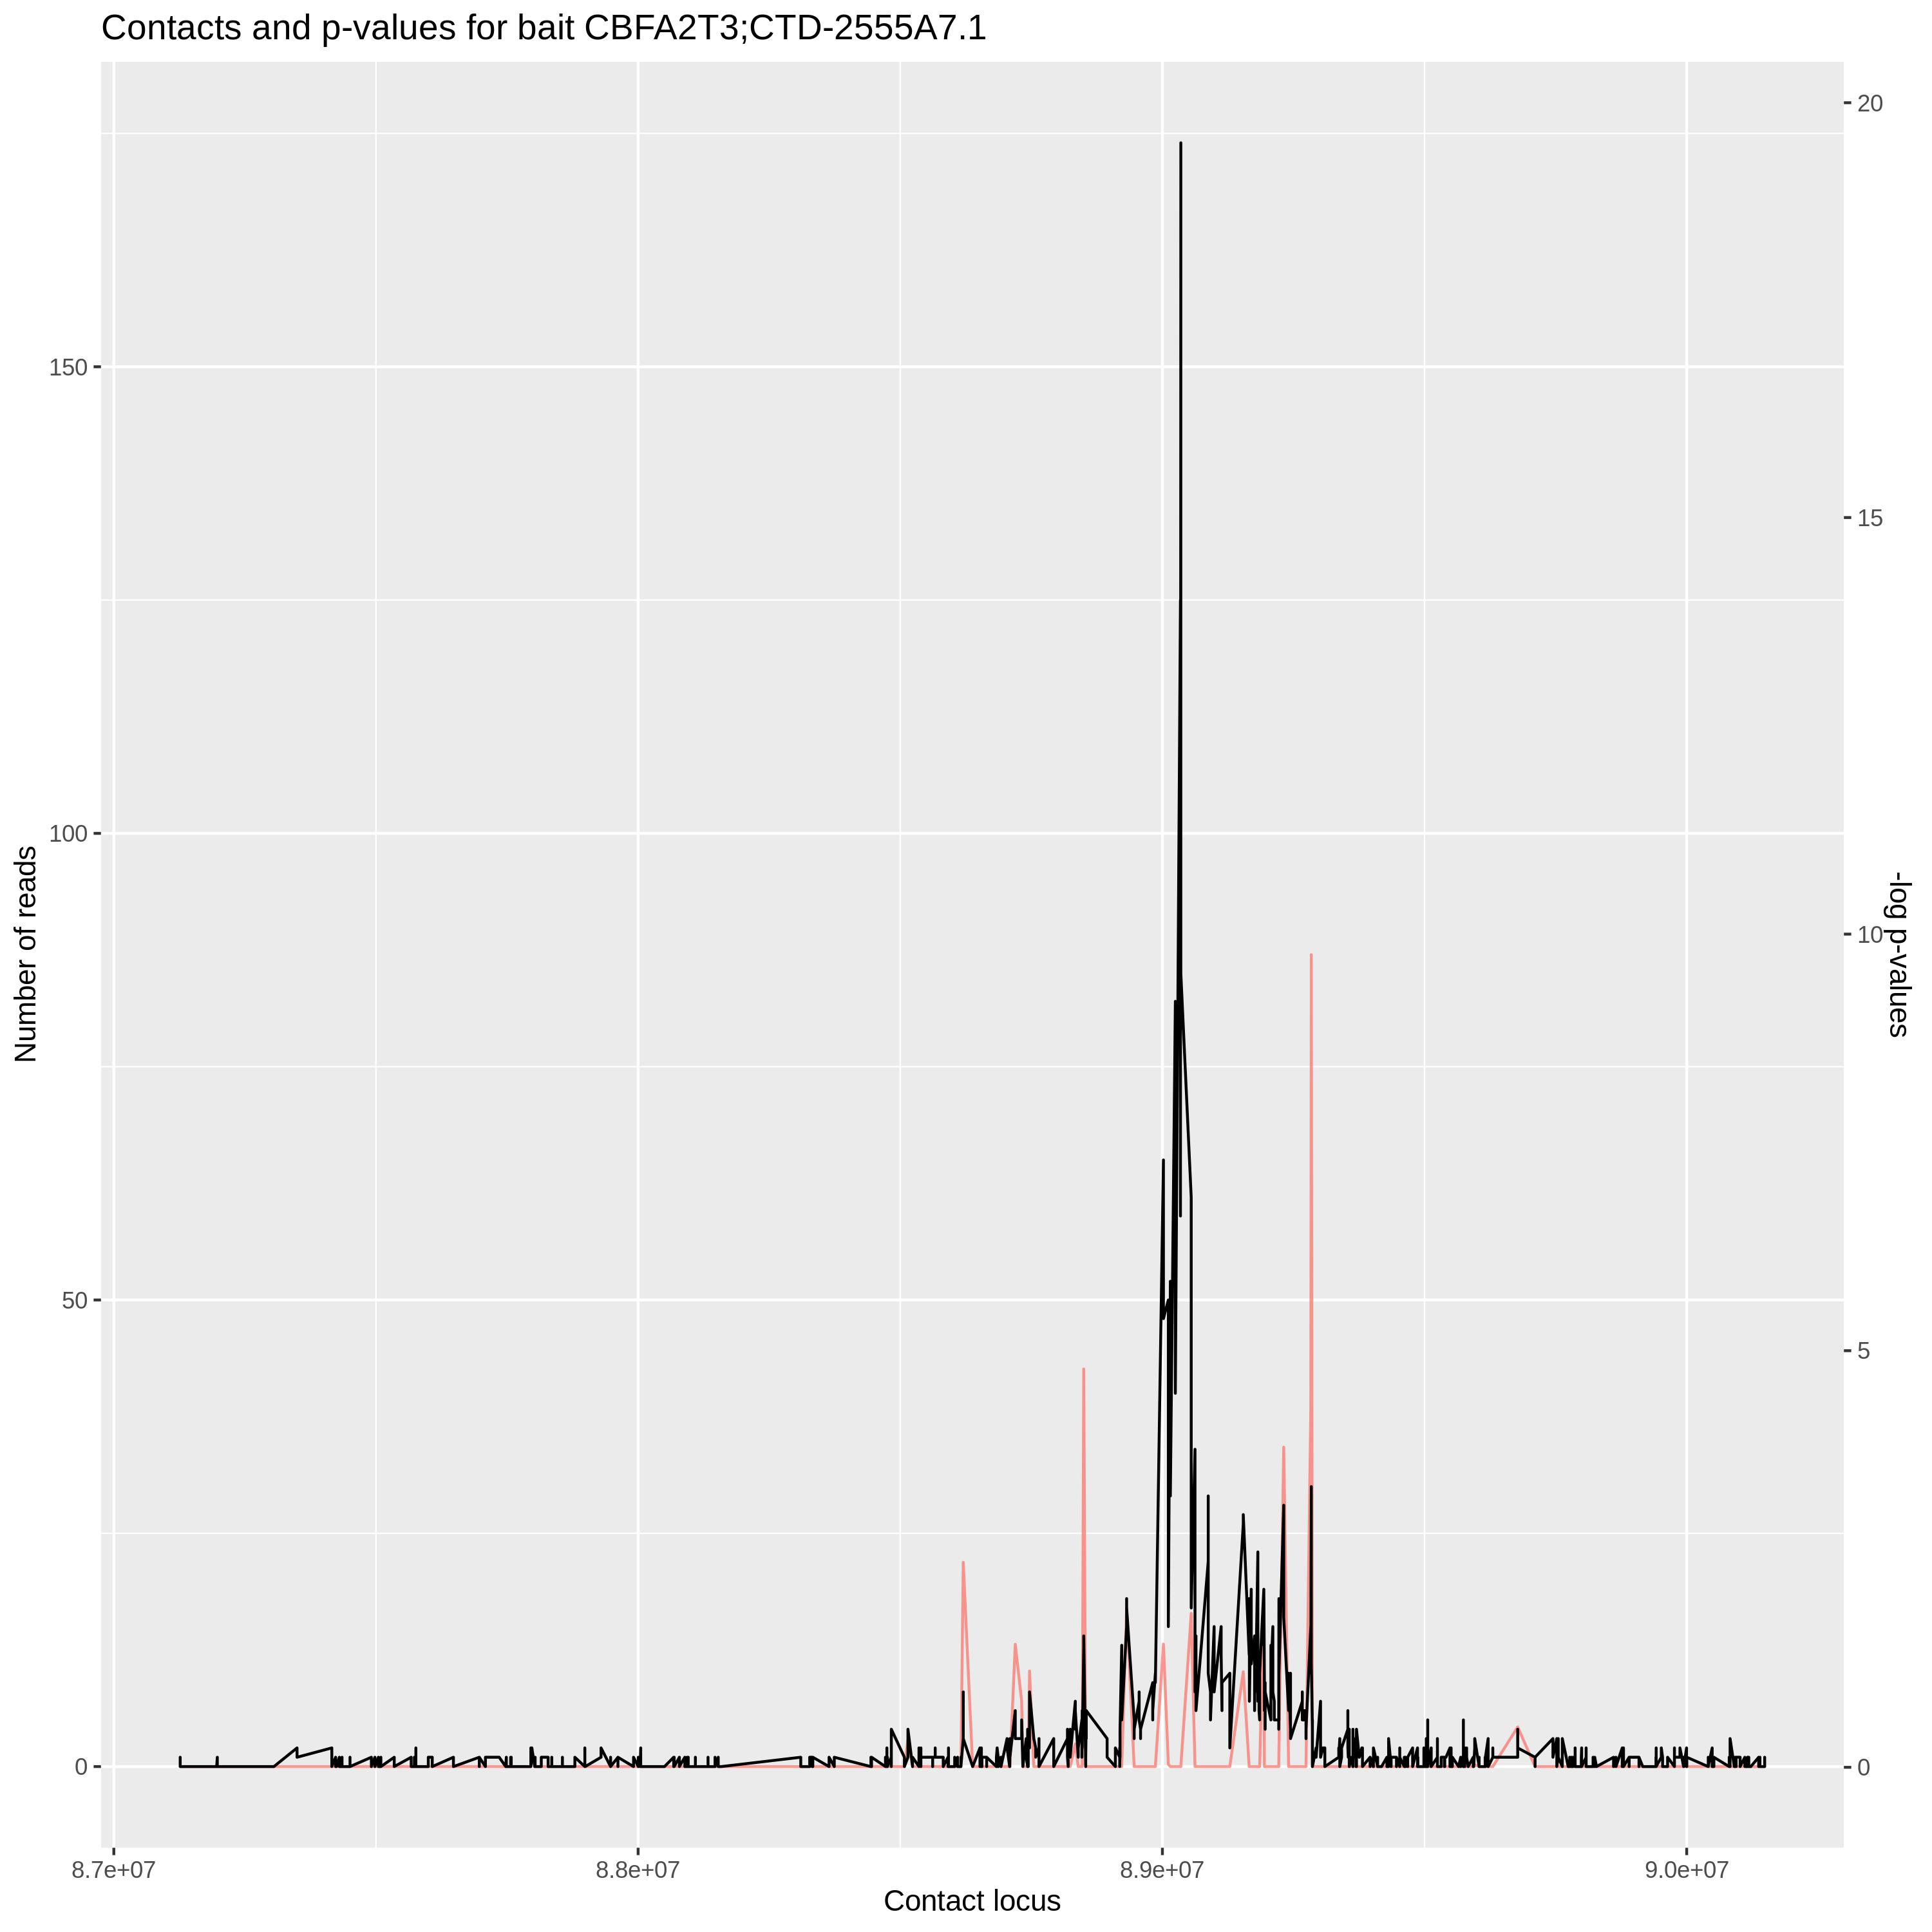 Contacts and p-values for bait CBFA2T3;CTD-2555A7.1
20
15
150
100
Number of reads
10
-log p-values
50
5
0
0
8.7e+07
8.8e+07
8.9e+07
9.0e+07
Contact locus